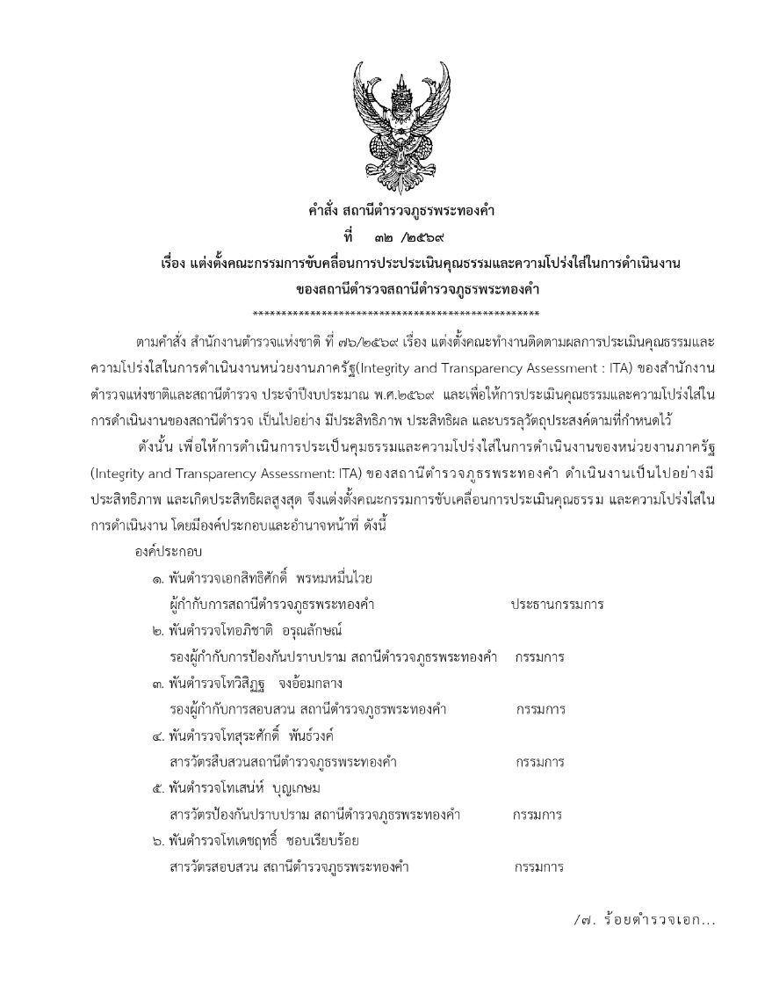 คำสั่ง สถานีตำรวจภูธรพระทองคำ
ที่ ๓๒ /๒๕๖๙
เรื่อง แต่งตั้งคณะกรรมการขับคลื่อนการประประเนินคุณธรรมและความโปร่งใส่ในการดำเนินงาน
ของสถานีตำรวจสถานีตำรวจภูธรพระทองคำ
**************************************************
ตามคำสั่ง สำนักงานตำรวจแห่งชาติ ที่ ๗๖/๒๕๖๙ เรื่อง แต่งตั้งคณะทำงานติดตามผลการประเมินคุณธรรมและ
ความโปร่งใสในการดำเนินงานหน่วยงานภาครัฐ(Integrity and Transparency Assessment : ITA) ของสำนักงาน
ตำรวจแห่งชาติและสถานีตำรวจ ประจำปีงบประมาณ พ.ศ.๒๕๖๙ และเพื่อให้การประเมินคุณธรรมและความโปร่งใส่ใน
การดำเนินงานของสถานีตำรวจ เป็นไปอย่าง มีประสิทธิภาพ ประสิทธิผล และบรรลุวัตถุประสงค์ตามที่กำหนดไว้
ดังนั้น เพื่อให้การดำเนินการประเป็นคุมธรรมและความโปร่งใส่ในการดำเนินงานของหน่วยงานภาครัฐ
(Integrity and Transparency Assessment: ITA) ของสถานีตำรวจภูธรพระทองคำ ดำเนินงานเป็นไปอย่างมี
ประสิทธิภาพ และเกิตประสิทธิผลสูงสุด จึงแต่งตั้งคณะกรรมการขับเคลื่อนการประเมินคุณธรรม และความโปร่งใสใน
การดำเนินงาน โดยมีองค์ประกอบและอำนาจหน้าที่ ดังนี้
องค์ประกอบ
๑. พันตำรวจเอกสิทธิศักดิ์ พรหมหมื่นไวย
ผู้กำกับการสถานีตำรวจภูธรพระทองคำ ประธานกรรมการ
๒. พันตำรวจโทอภิชาติ อรุณลักษณ์
รองผู้กำกับการป้องกันปราบปราม สถานีตำรวจภูธรพระทองคำ กรรมการ
๓. พันตำรวจโทวิสิฏฐ จงอ้อมกลาง
รองผู้กำกับการสอบสวน สถานีตำรวจภูธรพระทองคำ กรรมการ
๔. พันตำรวจโทสุระศักดิ์ พันธ์วงค์
สารวัตรสืบสวนสถานีตำรวจภูธรพระทองคำ กรรมการ
๕. พันตำรวจโทเสน่ห์ บุญเกษม
สารวัตรป้องกันปราบปราม สถานีตำรวจภูธรพระทองคำ กรรมการ
๖. พันตำรวจโทเดชฤทธิ์ ชอบเรียบร้อย
สารวัตรสอบสวน สถานีตำรวจภูธรพระทองคำ กรรมการ
/๗. ร้อยตำรวจเอก...